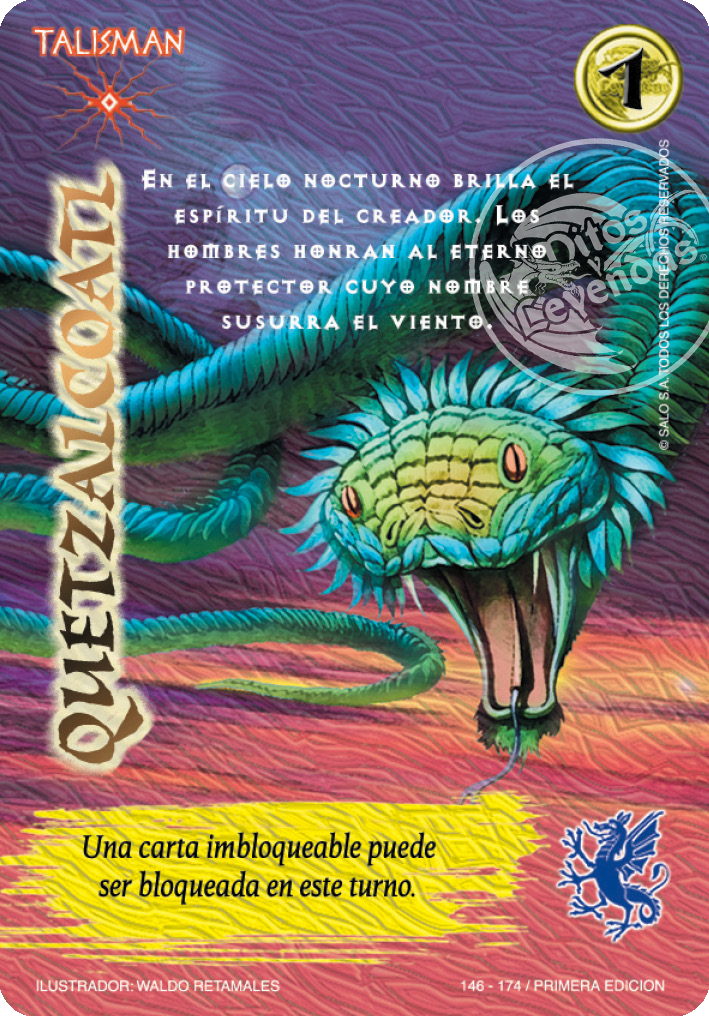 TALISMAN
1
QUETZALCOATL
En el cielo nocturno brilla el
espíritu del creador. Los
hombres honran al eterno
protector cuyo nombre
susurra el viento.
Mitos
y
Leyendas
© SALO S.A. TODOS LOS DERECHOS RESERVADOS
Una carta imbloqueable puede
ser bloqueada en este turno.
ILUSTRADOR: WALDO RETAMALES
146 - 174 / PRIMERA EDICION